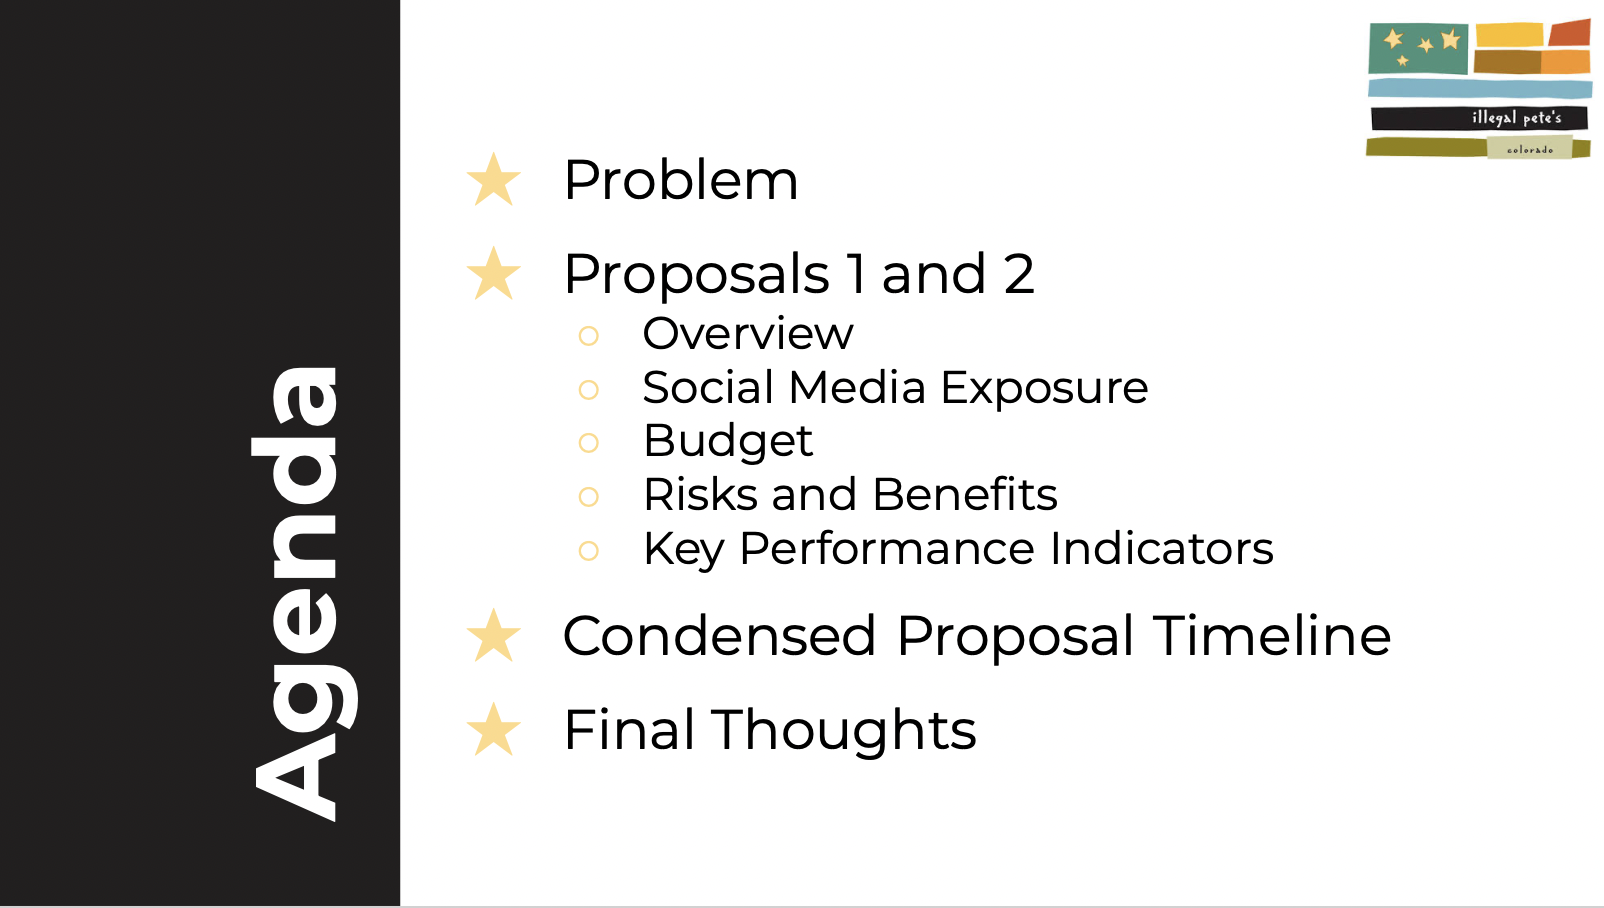 Agenda
illegal pete's
colorado
Problem
Proposals 1 and 2
Overview
Social Media Exposure
Budget
Risks and Benefits
Key Performance Indicators
Condensed Proposal Timeline
Final Thoughts